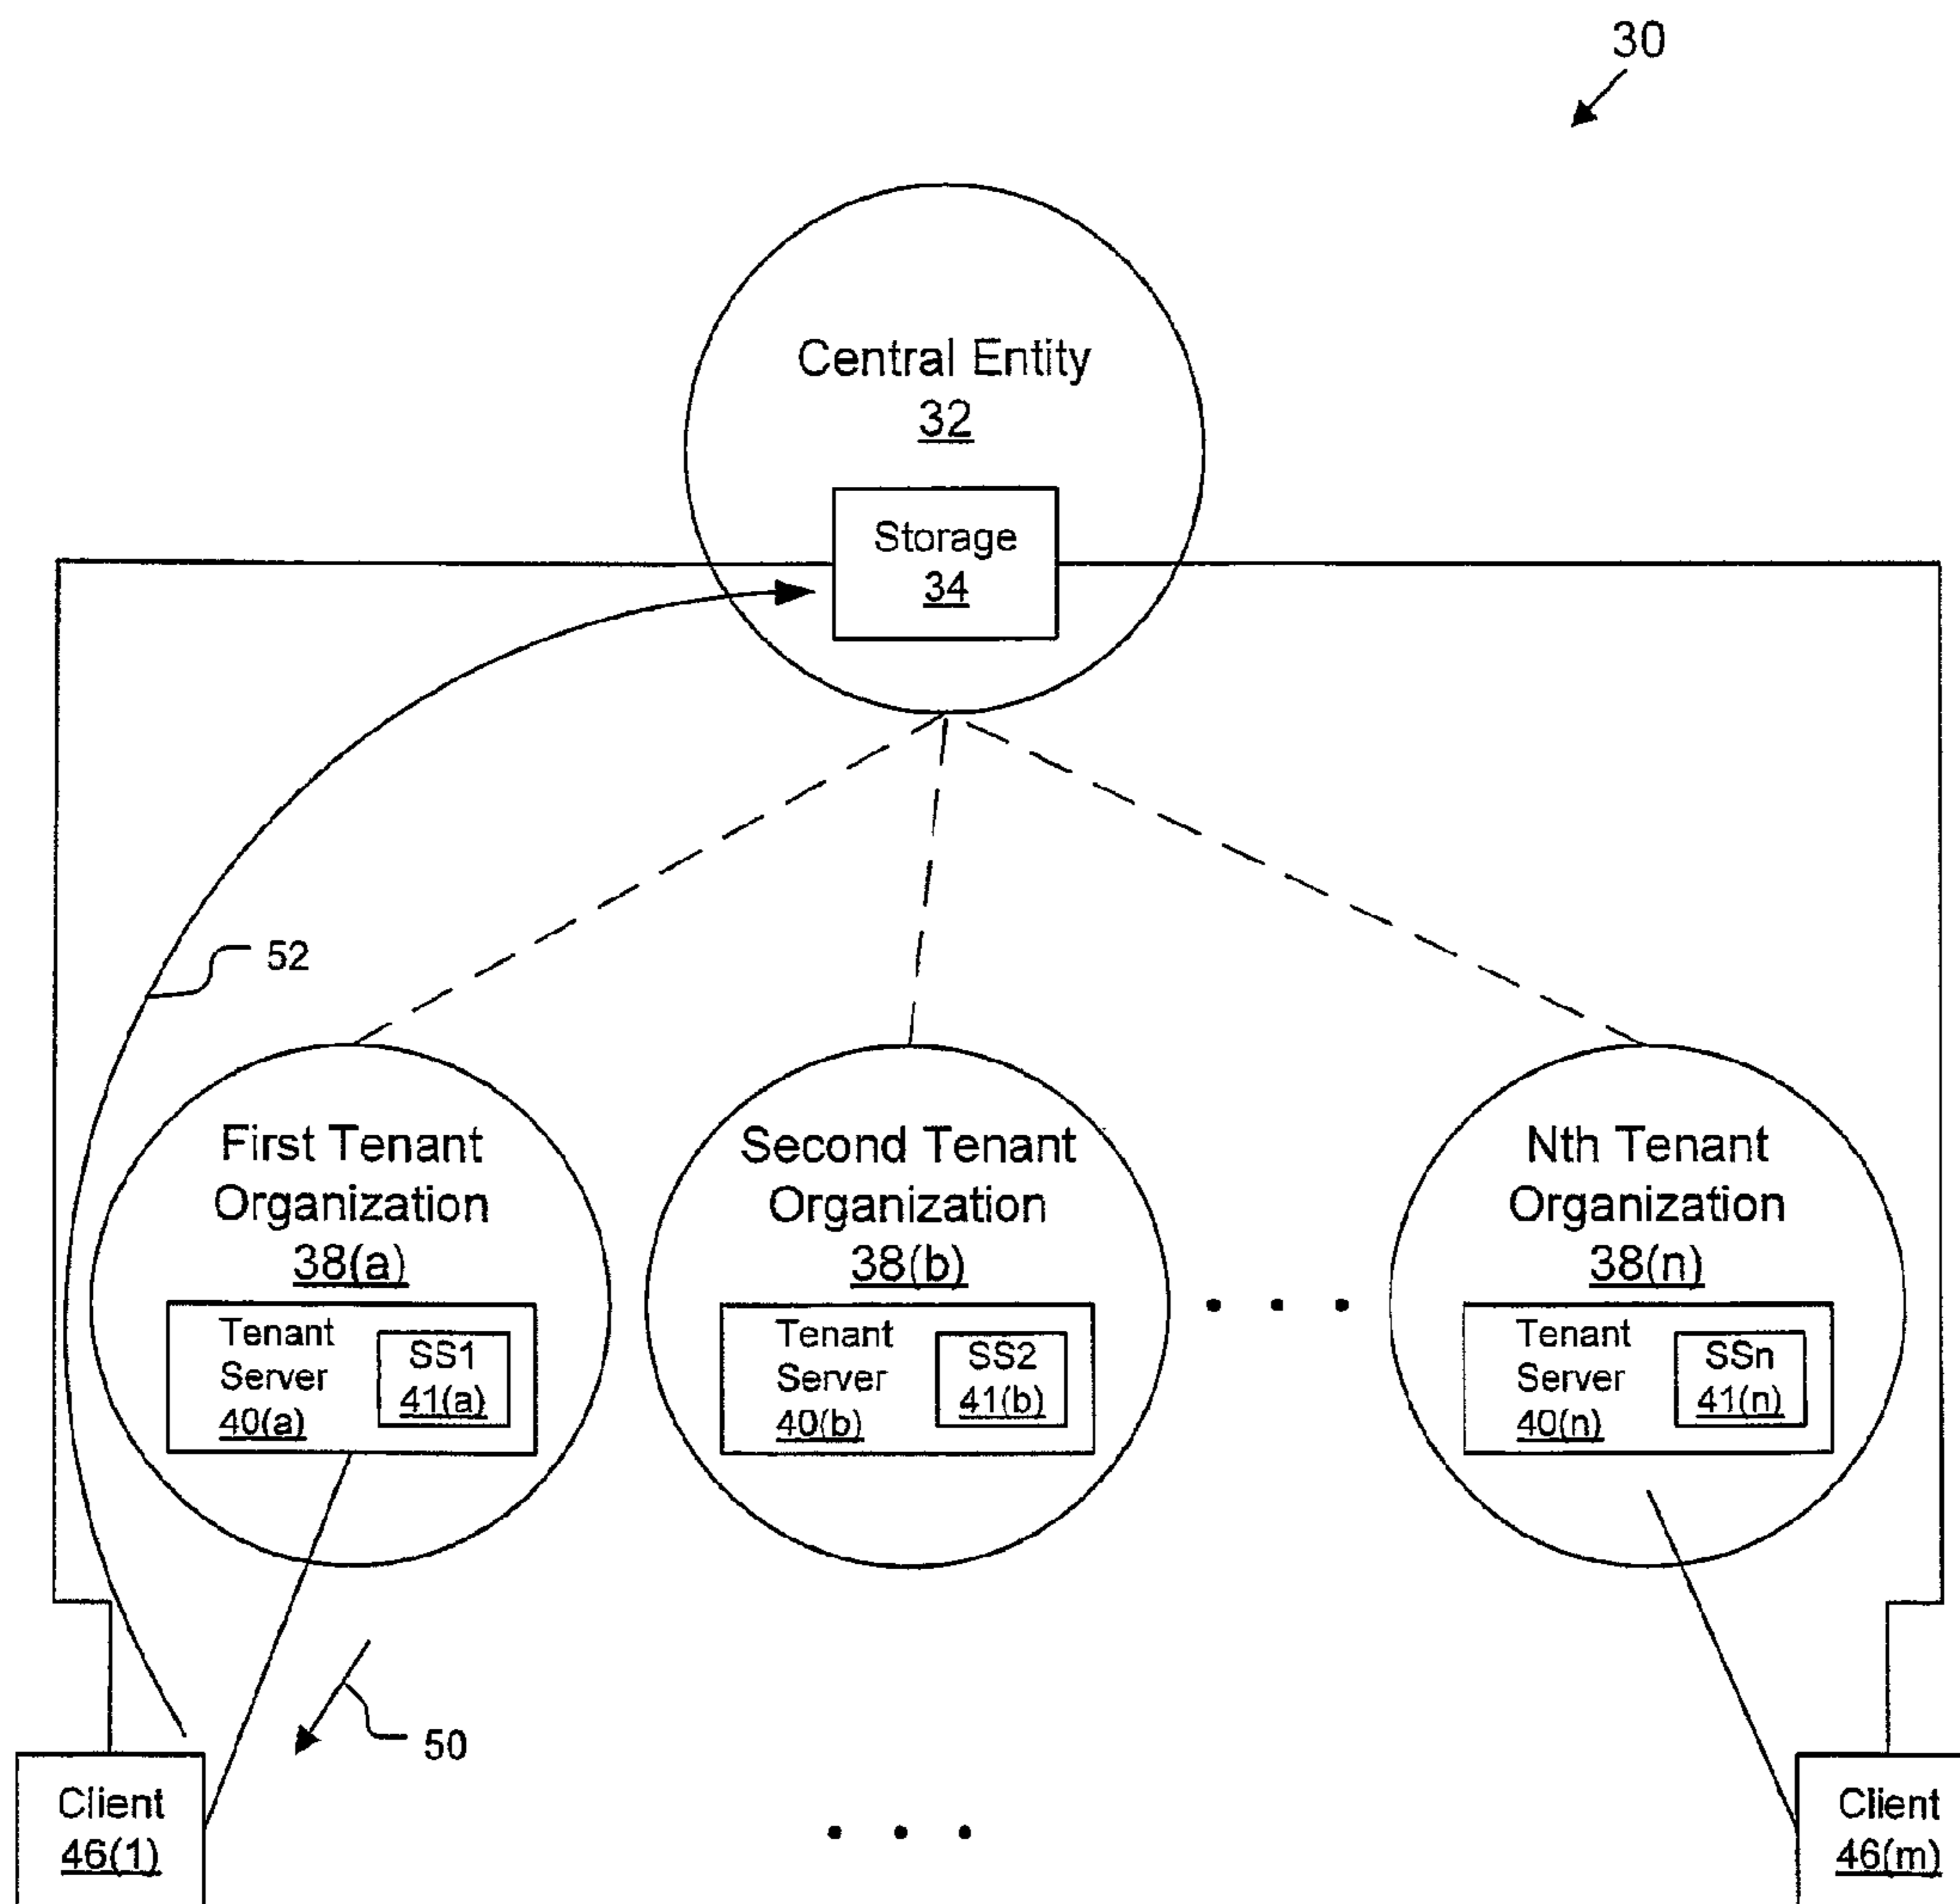 30
Central Entity
32
Storage
34
52
First Tenant
Organization
38(a)
Tenant
Server
40(a)
SS1
41(a)
Second Tenant
Organization
38(b)
Tenant
Server
40(b)
SS2
41(b)
Nth Tenant
Organization
38(n)
Tenant
Server
40(n)
SSn
41(n)
50
Client
46(1)
Client
46(m)